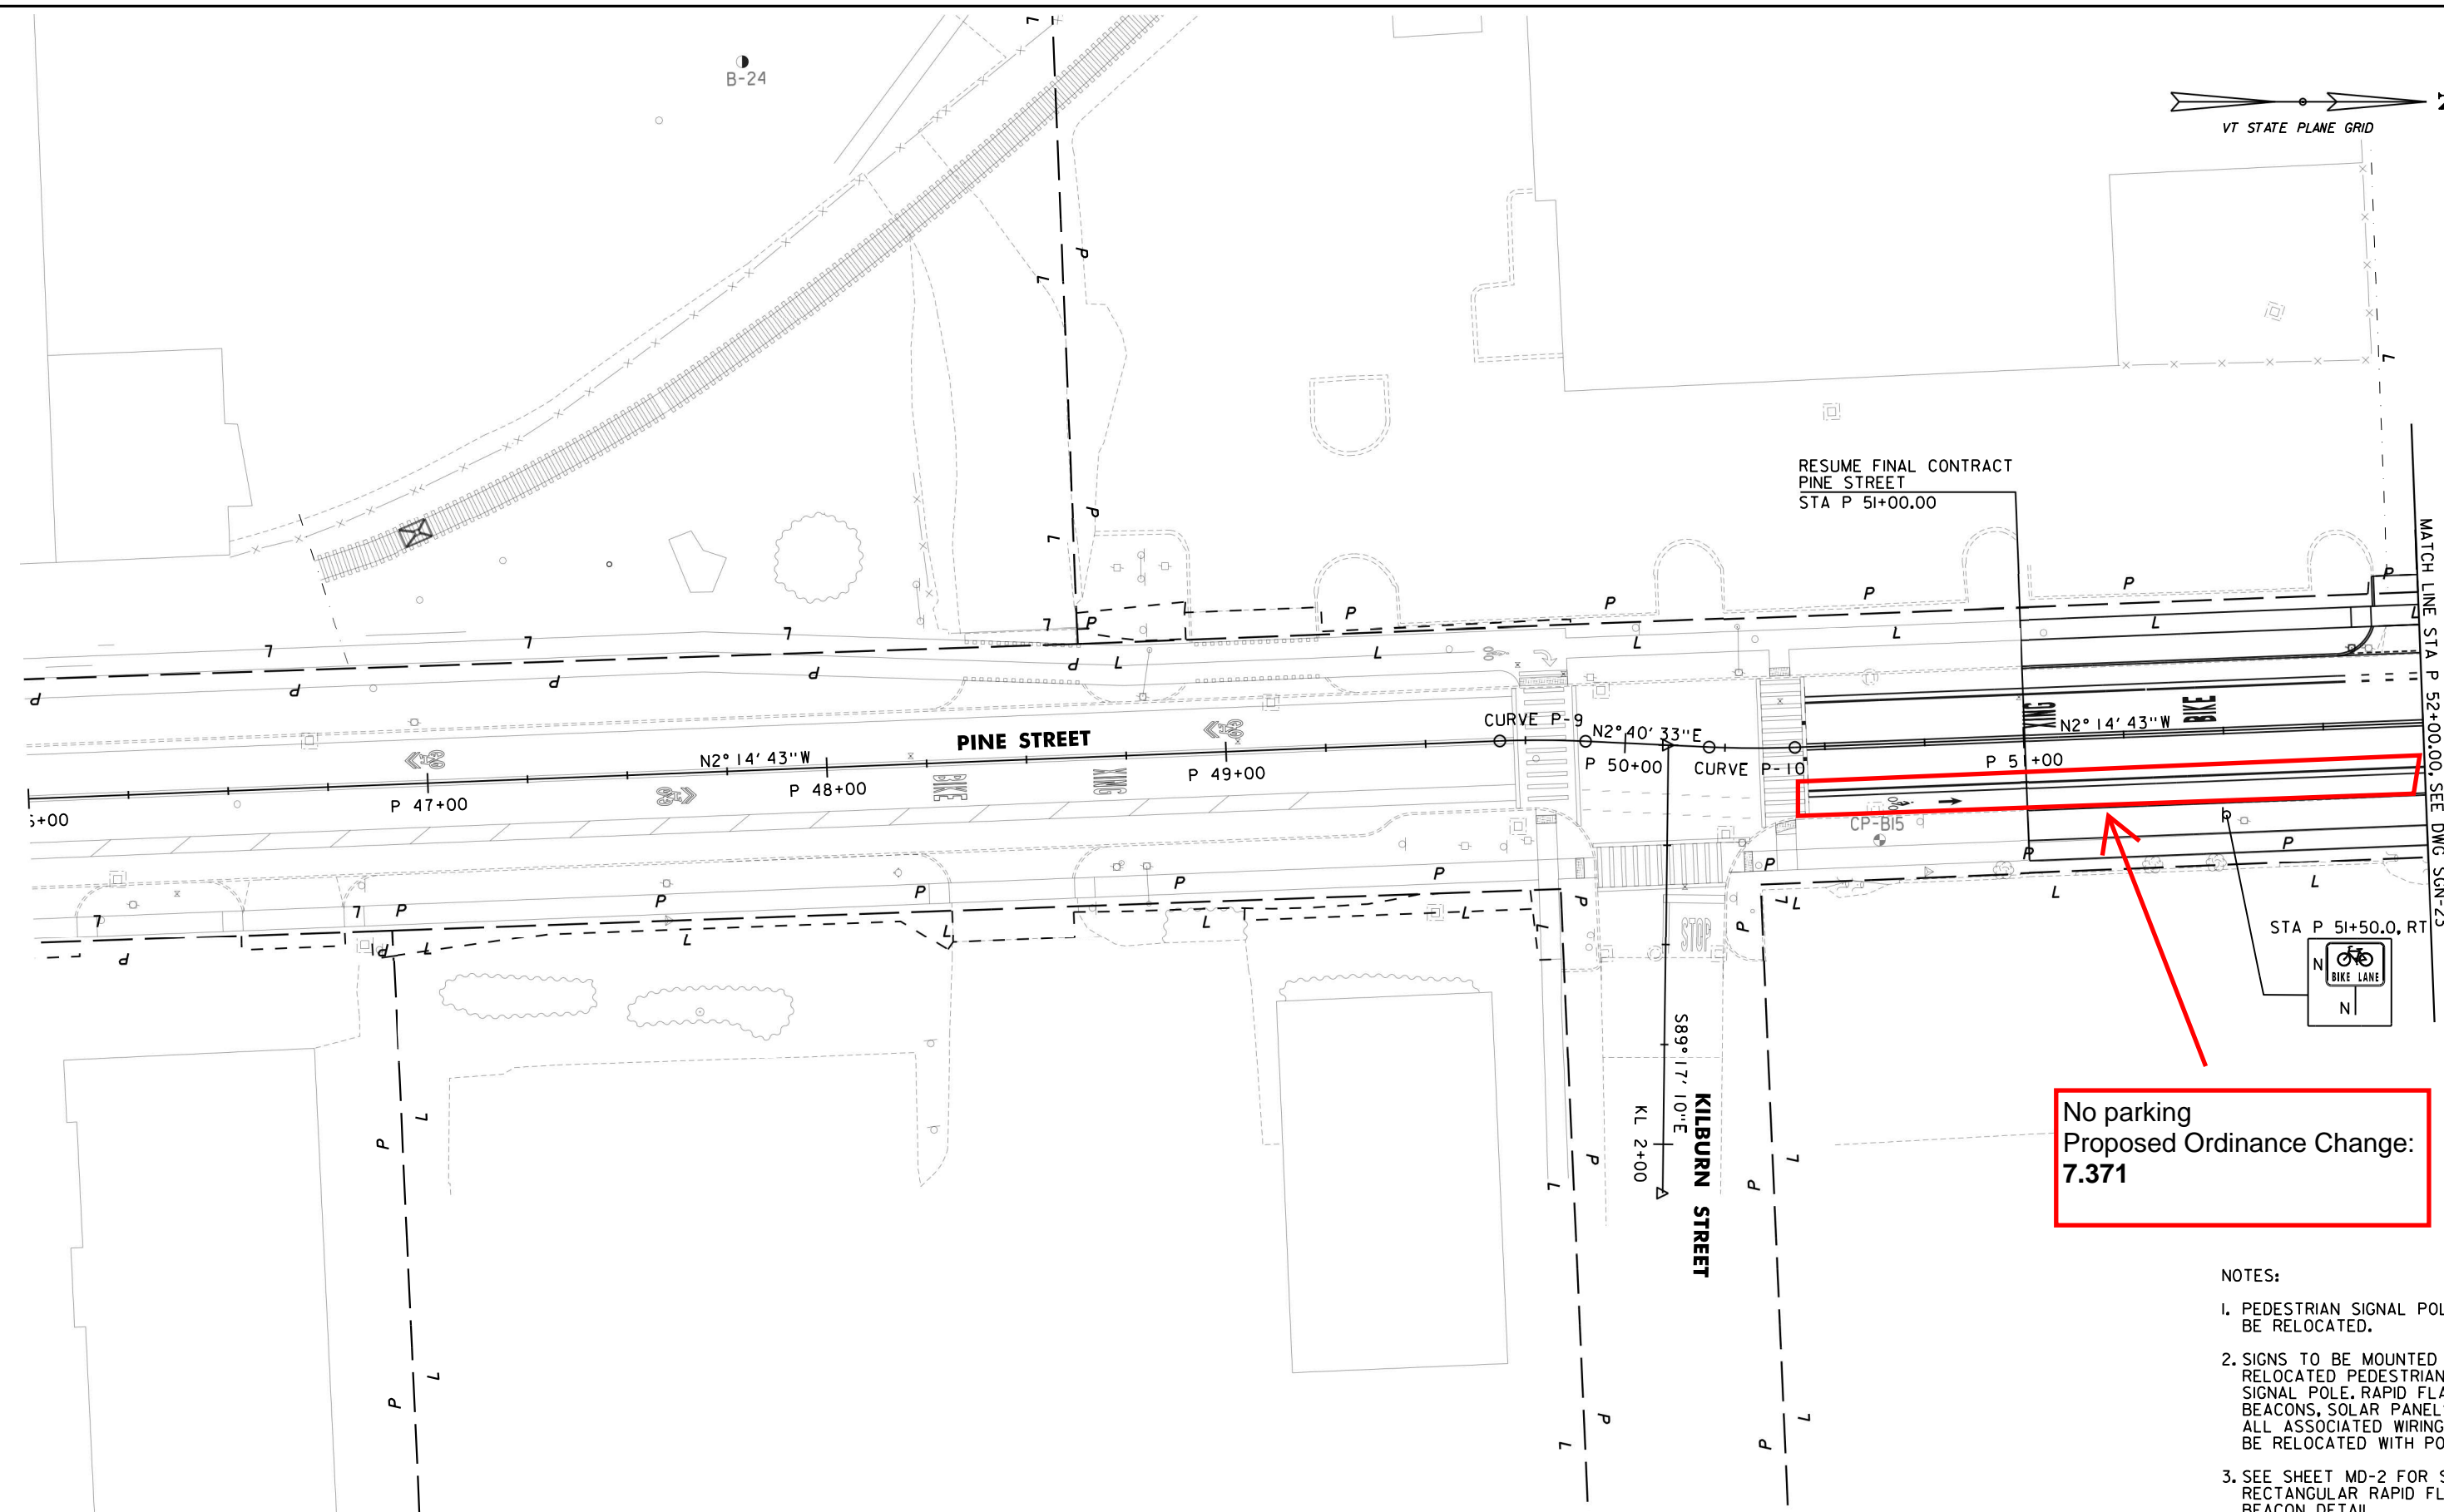 B-24
VT STATE PLANE GRID
RESUME FINAL CONTRACT
PINE STREET
STA P 51+00.00
MATCH LINE STA P 52+00.00, SEE DWG SGN-23
CURVE P-9
N2°40'33"E
P 50+00
CURVE P-10
XING
BIKE
N2°14'43"W
P 51+00
PINE STREET
N2°14'43"W
P 47+00
P 48+00
BIKE
XING
P 49+00
+00
CP-B15
STOP
STA P 51+50.0, RT
N
BIKE LANE
N
S89°17'10"E
KL 2+00
KILBURN STREET
No parking
Proposed Ordinance Change:
7.371
NOTES:
1. PEDESTRIAN SIGNAL
BE RELOCATED.
2. SIGNS TO BE MOUNTED
RELOCATED PEDESTRIAN
SIGNAL POLE. RAPID
BEACONS, SOLAR PANEL
ALL ASSOCIATED WIRING
BE RELOCATED WITH
3. SEE SHEET MD-2 FOR
RECTANGULAR RAPID
BEACON DETAIL